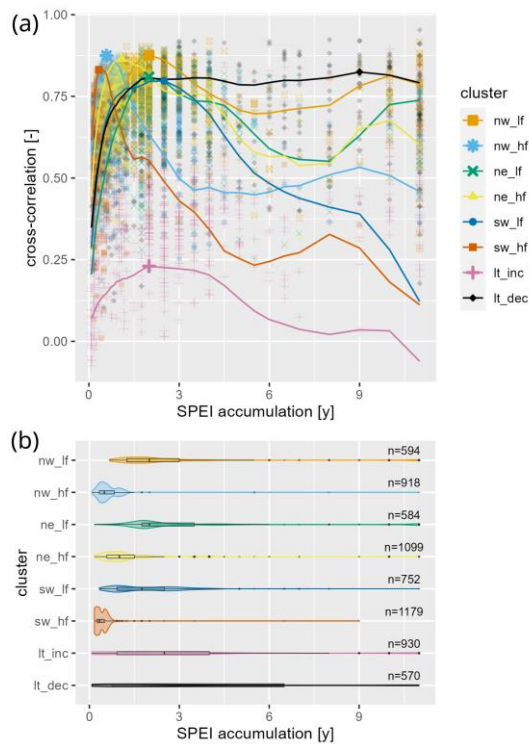 (a)
1.00
0.75
0.50
0.25
0.00
cross-correlation [-]
0 3 6 9
SPEI accumulation [y]
cluster
nw_lf
nw_hf
ne_lf
ne_hf
sw_lf
sw_hf
lt_inc
lt_dec
(b)
cluster
nw_lf n=594
nw_hf n=918
ne_lf n=584
ne_hf n=1099
sw_lf n=752
sw_hf n=1179
lt_inc n=930
lt_dec n=570
0 3 6 9
SPEI accumulation [y]